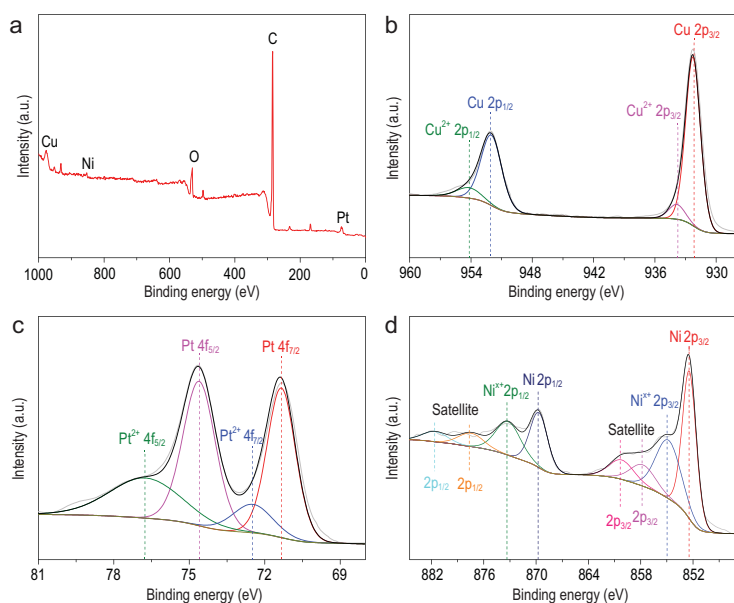 a
C
Cu
Ni
O
Pt
Intensity (a.u.)
1000 800 600 400 200 0
Binding energy (eV)
b
Cu 2p3/2
Cu 2p1/2
Cu2+ 2p1/2
Cu2+ 2p3/2
Intensity (a.u.)
960 954 948 942 936 930
Binding energy (eV)
c
Pt 4f5/2
Pt 4f7/2
Pt2+ 4f5/2
Pt2+ 4f7/2
Intensity (a.u.)
81 78 75 72 69
Binding energy (eV)
d
Ni 2p3/2
Nix+2p1/2
Ni 2p1/2
Nix+ 2p3/2
Satellite
Satellite
2p1/2
2p1/2
2p3/2
2p3/2
Intensity (a.u.)
882 876 870 864 858 852
Binding energy (eV)